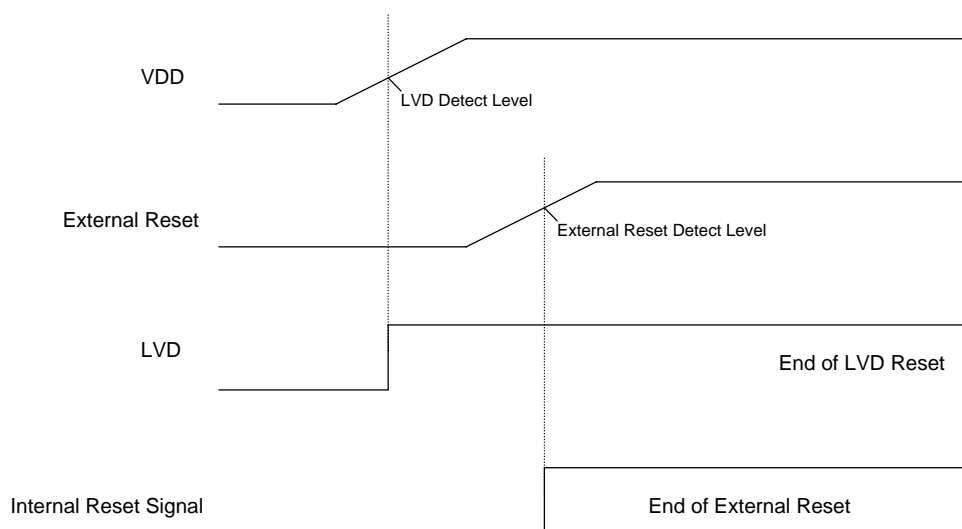 VDD
LVD Detect Level
External Reset
External Reset Detect Level
LVD
End of LVD Reset
Internal Reset Signal
End of External Reset